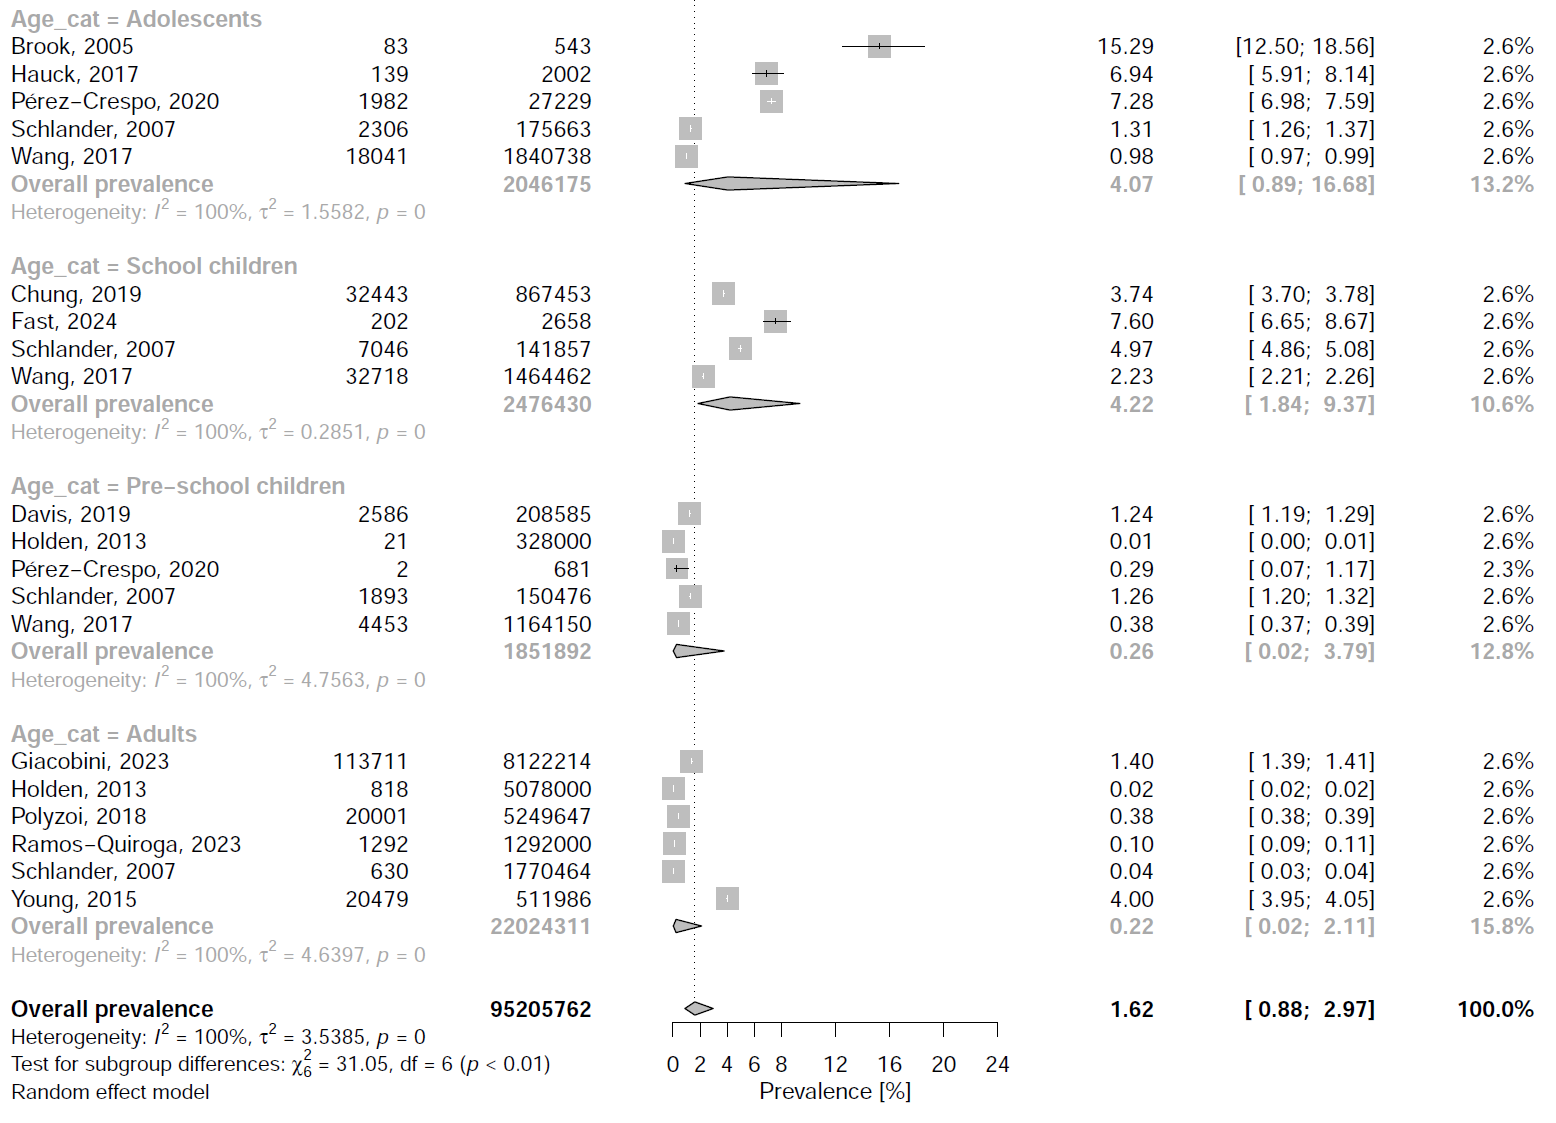 Age_cat = Adolescents
Brook, 2005 83 543 15.29 [12.50; 18.56] 2.6%
Hauck, 2017 139 2002 6.94 [ 5.91; 8.14] 2.6%
Pérez−Crespo, 2020 1982 27229 7.28 [ 6.98; 7.59] 2.6%
Schlander, 2007 2306 175663 1.31 [ 1.26; 1.37] 2.6%
Wang, 2017 18041 1840738 0.98 [ 0.97; 0.99] 2.6%
Overall prevalence 2046175 4.07 [ 0.89; 16.68] 13.2%
Heterogeneity: I² = 100%, τ² = 1.5582, p = 0
Age_cat = School children
Chung, 2019 32443 867453 3.74 [ 3.70; 3.78] 2.6%
Fast, 2024 202 2658 7.60 [ 6.65; 8.67] 2.6%
Schlander, 2007 7046 141857 4.97 [ 4.86; 5.08] 2.6%
Wang, 2017 32718 1464462 2.23 [ 2.21; 2.26] 2.6%
Overall prevalence 2476430 4.22 [ 1.84; 9.37] 10.6%
Heterogeneity: I² = 100%, τ² = 0.2851, p = 0
Age_cat = Pre−school children
Davis, 2019 2586 208585 1.24 [ 1.19; 1.29] 2.6%
Holden, 2013 21 328000 0.01 [ 0.00; 0.01] 2.6%
Pérez−Crespo, 2020 2 681 0.29 [ 0.07; 1.17] 2.3%
Schlander, 2007 1893 150476 1.26 [ 1.20; 1.32] 2.6%
Wang, 2017 4453 1164150 0.38 [ 0.37; 0.39] 2.6%
Overall prevalence 1851892 0.26 [ 0.02; 3.79] 12.8%
Heterogeneity: I² = 100%, τ² = 4.7563, p = 0
Age_cat = Adults
Giacobini, 2023 113711 8122214 1.40 [ 1.39; 1.41] 2.6%
Holden, 2013 818 5078000 0.02 [ 0.02; 0.02] 2.6%
Polyzoi, 2018 20001 5249647 0.38 [ 0.38; 0.39] 2.6%
Ramos−Quiroga, 2023 1292 1292000 0.10 [ 0.09; 0.11] 2.6%
Schlander, 2007 630 1770464 0.04 [ 0.03; 0.04] 2.6%
Young, 2015 20479 511986 4.00 [ 3.95; 4.05] 2.6%
Overall prevalence 22024311 0.22 [ 0.02; 2.11] 15.8%
Heterogeneity: I² = 100%, τ² = 4.6397, p = 0
Overall prevalence 95205762 1.62 [ 0.88; 2.97] 100.0%
Heterogeneity: I² = 100%, τ² = 3.5385, p = 0
Test for subgroup differences: χ²₆ = 31.05, df = 6 (p < 0.01)
Random effect model
0 2 4 6 8 12 16 20 24
Prevalence [%]